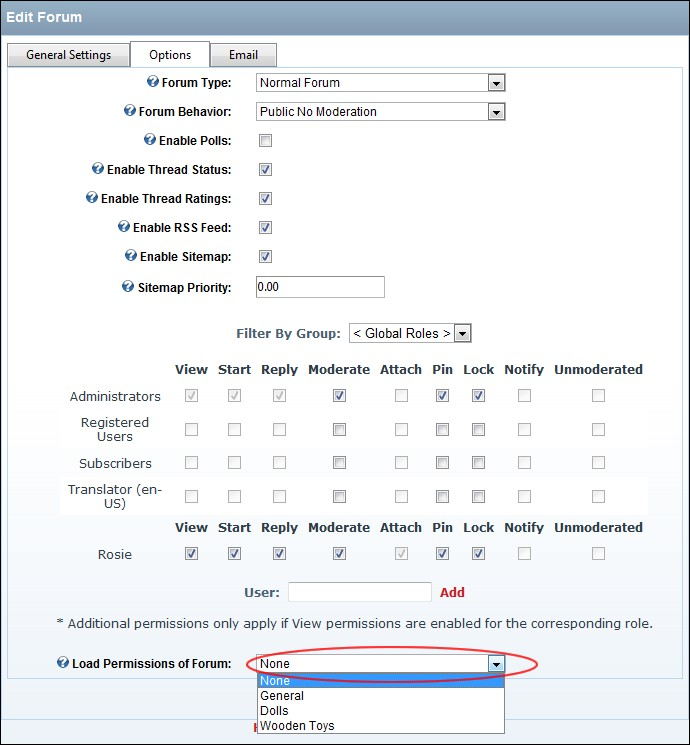 Edit Forum
General Settings Options Email
Forum Type: Normal Forum
Forum Behavior: Public No Moderation
Enable Polls:
Enable Thread Status:
Enable Thread Ratings:
Enable RSS Feed:
Enable Sitemap:
Sitemap Priority: 0.00
Filter By Group: < Global Roles >
View Start Reply Moderate Attach Pin Lock Notify Unmoderated
Administrators
Registered
Users
Subscribers
Translator (en-
US)
View Start Reply Moderate Attach Pin Lock Notify Unmoderated
Rosie
User: Add
* Additional permissions only apply if View permissions are enabled for the corresponding role.
Load Permissions of Forum: None
None
General
Dolls
Wooden Toys